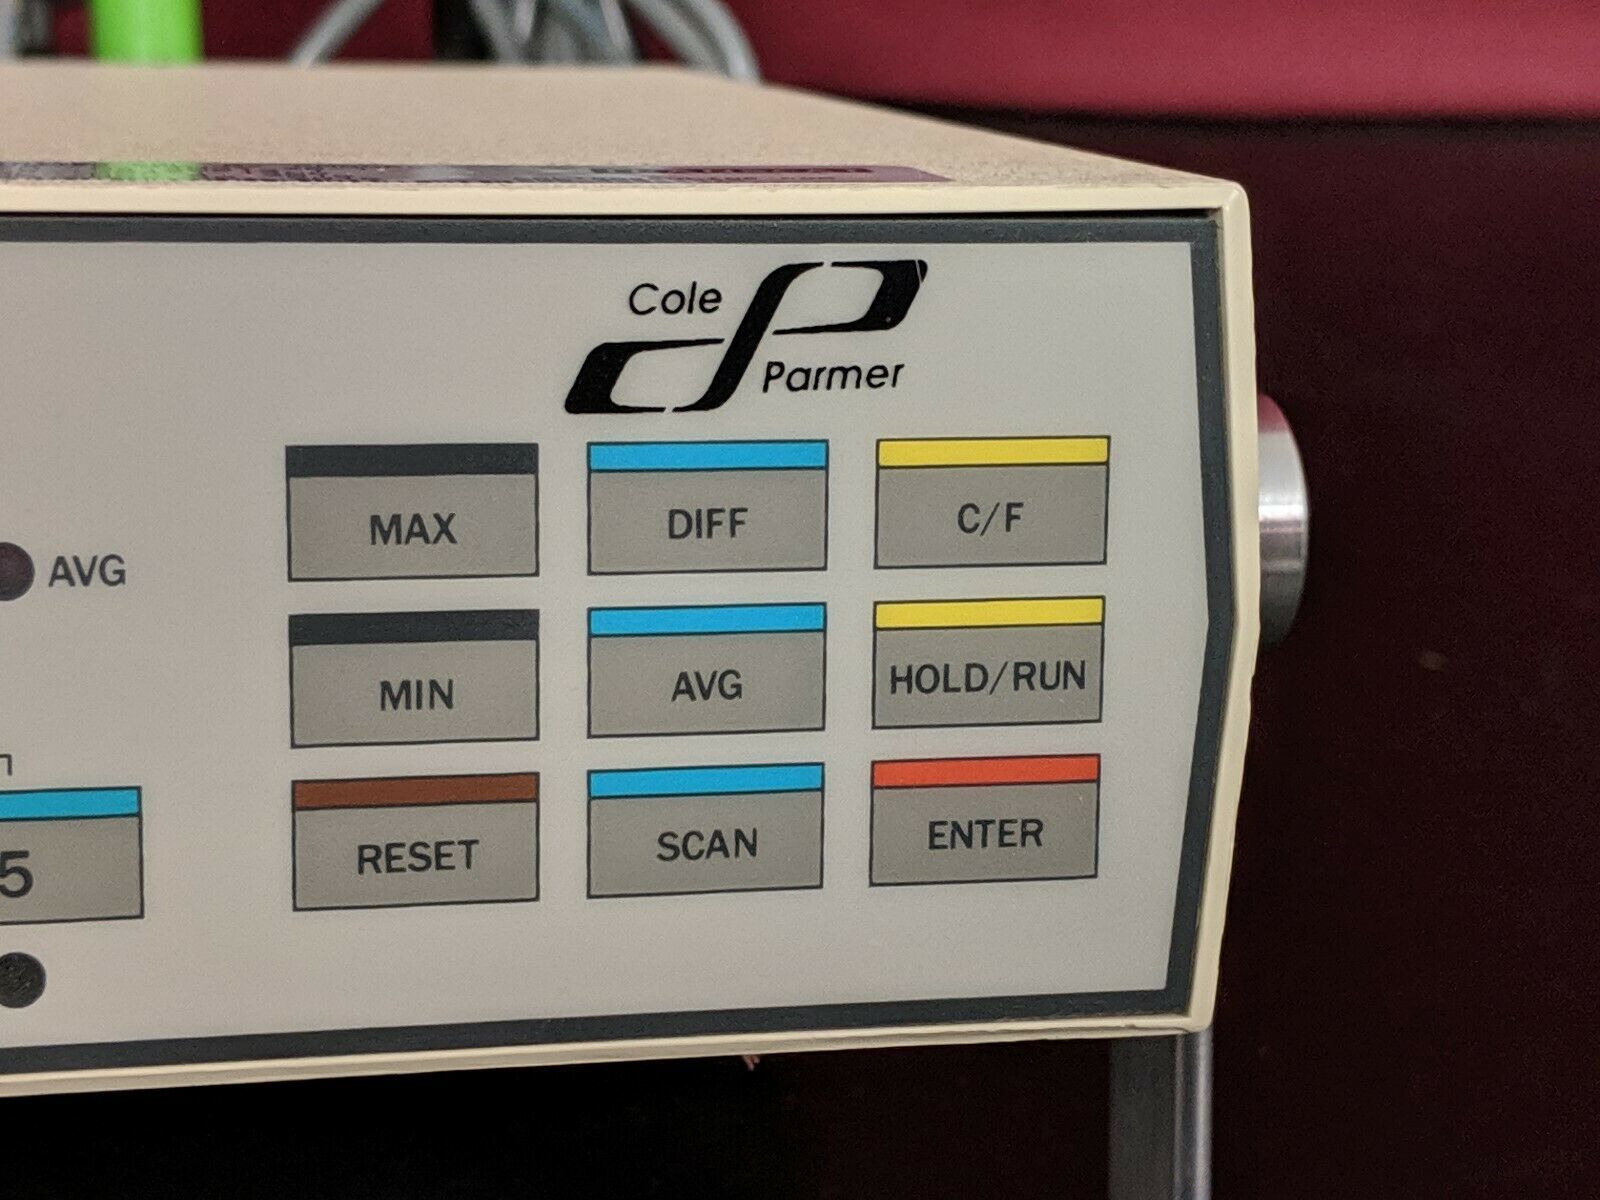 Cole
Parmer
MAX
DIFF
C/F
AVG
MIN
AVG
HOLD/RUN
RESET
SCAN
ENTER
5